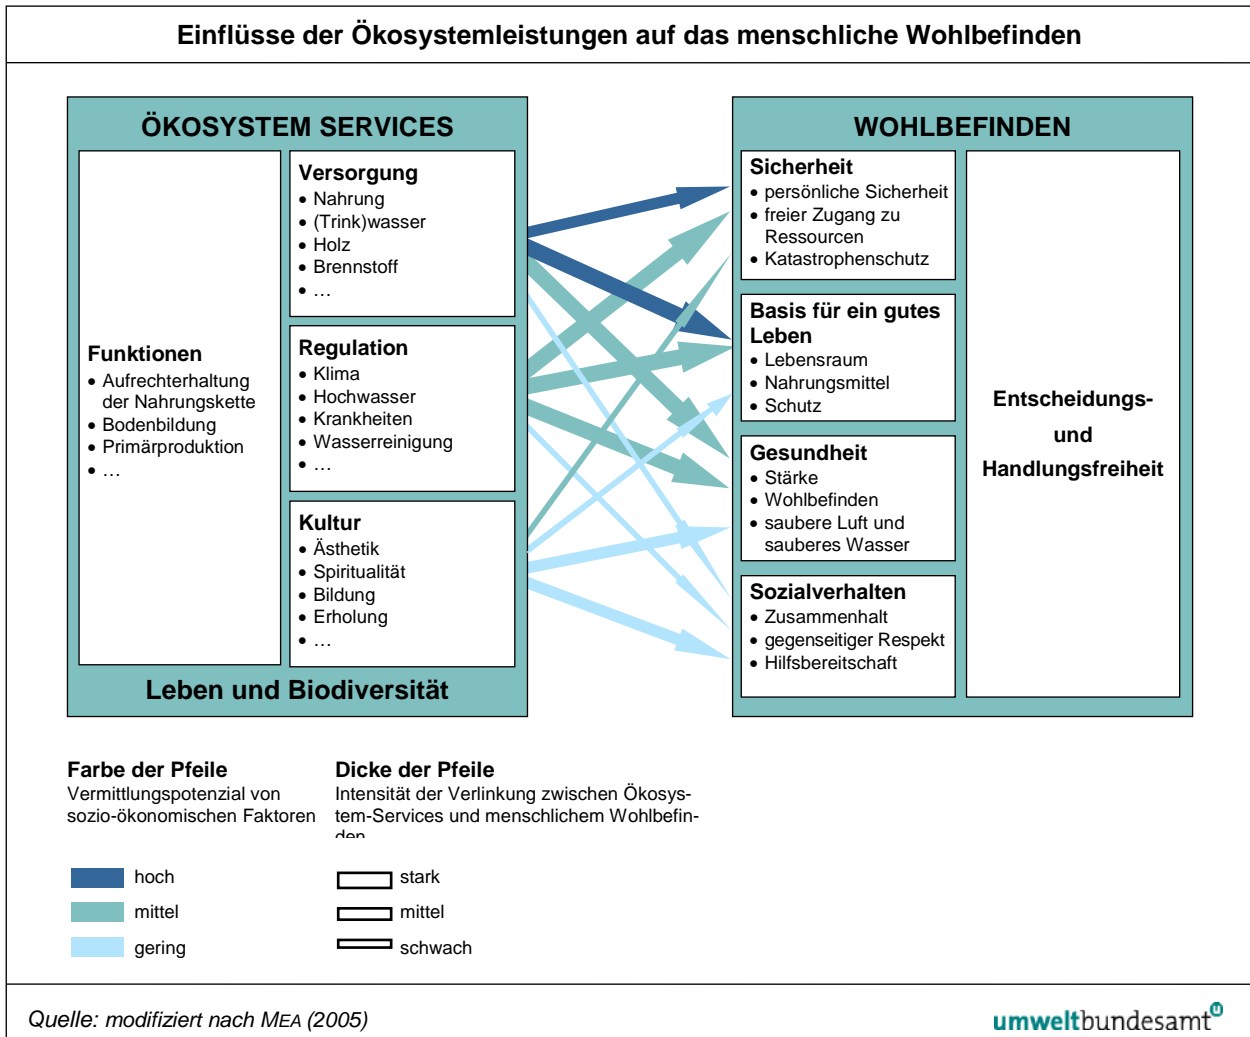 Einflüsse der Ökosystemleistungen auf das menschliche Wohlbefinden
ÖKOSYSTEM SERVICES
Funktionen
• Aufrechterhaltung
der Nahrungskette
• Bodenbildung
• Primärproduktion
• …
Versorgung
• Nahrung
• (Trink)wasser
• Holz
• Brennstoff
• …
Regulation
• Klima
• Hochwasser
• Krankheiten
• Wasserreinigung
• …
Kultur
• Ästhetik
• Spiritualität
• Bildung
• Erholung
• …
Leben und Biodiversität
WOHLBEFINDEN
Sicherheit
• persönliche Sicherheit
• freier Zugang zu
Ressourcen
• Katastrophenschutz
Basis für ein gutes
Leben
• Lebensraum
• Nahrungsmittel
• Schutz
Gesundheit
• Stärke
• Wohlbefinden
• saubere Luft und
sauberes Wasser
Sozialverhalten
• Zusammenhalt
• gegenseitiger Respekt
• Hilfsbereitschaft
Entscheidungs-
und
Handlungsfreiheit
Farbe der Pfeile
Vermittlungspotenzial von
sozio-ökonomischen Faktoren
hoch
mittel
gering
Dicke der Pfeile
Intensität der Verlinkung zwischen Ökosys-
tem-Services und menschlichem Wohlbefin-
den
stark
mittel
schwach
Quelle: modifiziert nach MEA (2005)
umweltbundesamt u